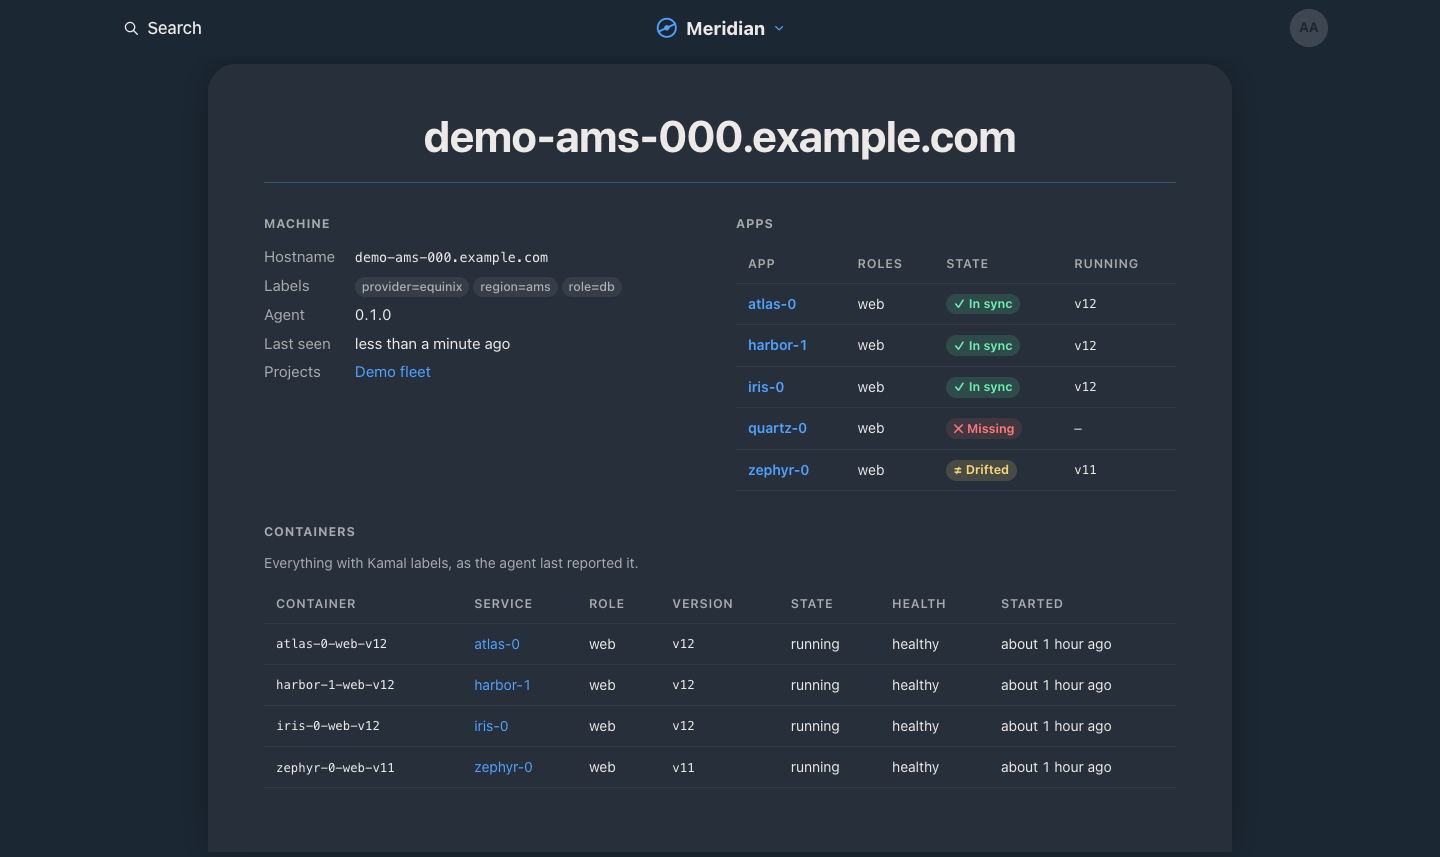 Search
Meridian
AA
demo-ams-000.example.com
MACHINE
Hostname demo-ams-000.example.com
Labels provider=equinix region=ams role=db
Agent 0.1.0
Last seen less than a minute ago
Projects Demo fleet
APPS
APP ROLES STATE RUNNING
atlas-0 web ✓ In sync v12
harbor-1 web ✓ In sync v12
iris-0 web ✓ In sync v12
quartz-0 web ✕ Missing –
zephyr-0 web ≠ Drifted v11
CONTAINERS
Everything with Kamal labels, as the agent last reported it.
CONTAINER SERVICE ROLE VERSION STATE HEALTH STARTED
atlas-0-web-v12 atlas-0 web v12 running healthy about 1 hour ago
harbor-1-web-v12 harbor-1 web v12 running healthy about 1 hour ago
iris-0-web-v12 iris-0 web v12 running healthy about 1 hour ago
zephyr-0-web-v11 zephyr-0 web v11 running healthy about 1 hour ago